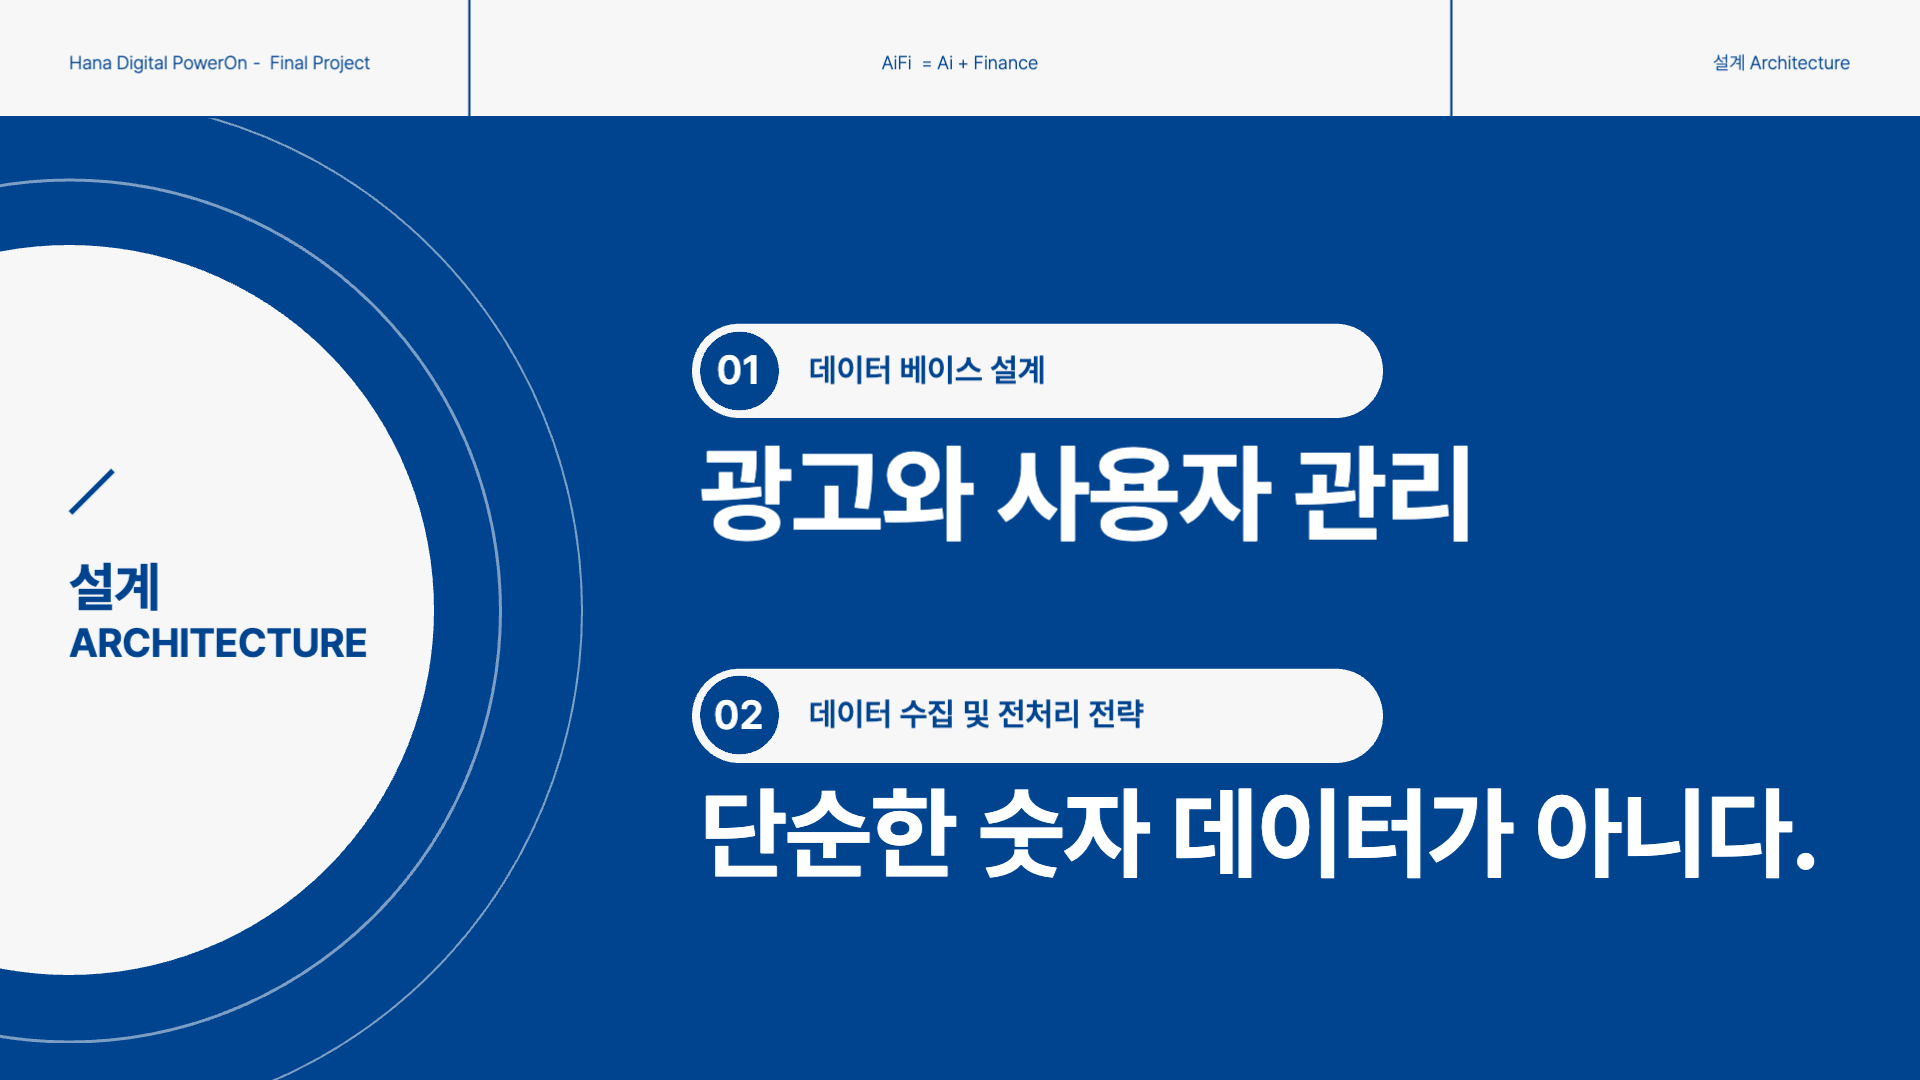 Hana Digital PowerOn - Final Project
AiFi = Ai + Finance
설계 Architecture
설계
ARCHITECTURE
01 데이터 베이스 설계
광고와 사용자 관리
02 데이터 수집 및 전처리 전략
단순한 숫자 데이터가 아니다.